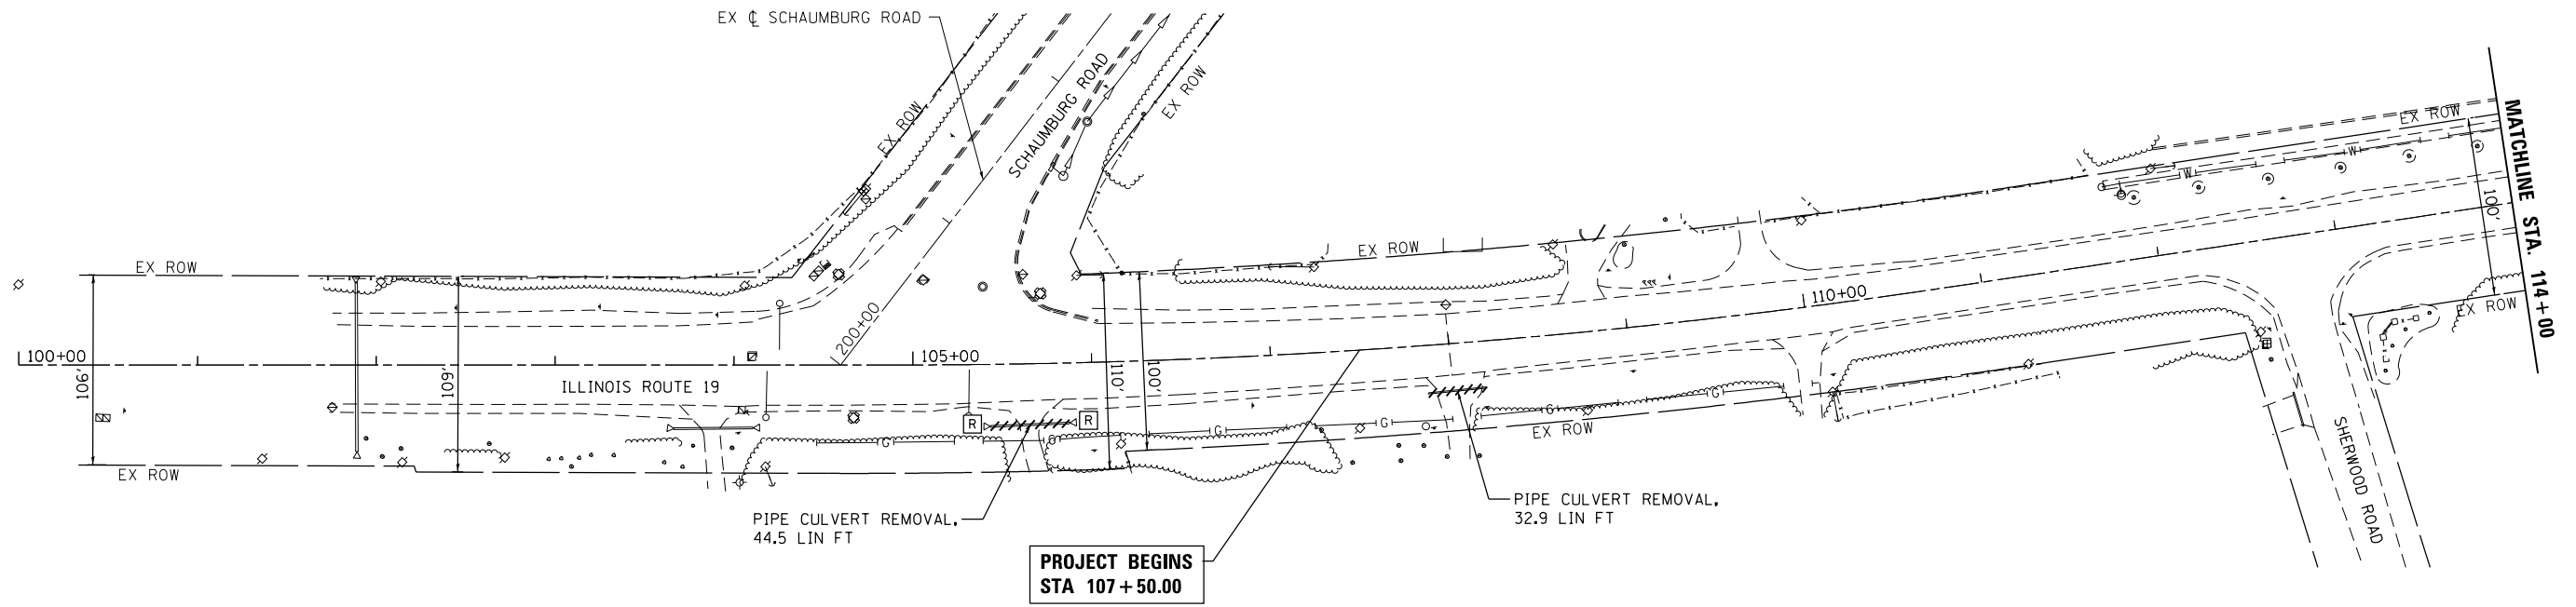 EX ℄ SCHAUMBURG ROAD
SCHAUMBURG ROAD
EX ROW
EX ROW
EX ROW
W
W
100'
MATCHLINE STA. 114+00
EX ROW
EX ROW
110+00
EX ROW
200+00
100+00
105+00
106'
109'
110'
100'
ILLINOIS ROUTE 19
R
R
G
G
G
G
G
G
EX ROW
EX ROW
SHERWOOD ROAD
PIPE CULVERT REMOVAL,
44.5 LIN FT
PIPE CULVERT REMOVAL,
32.9 LIN FT
PROJECT BEGINS
STA 107+50.00